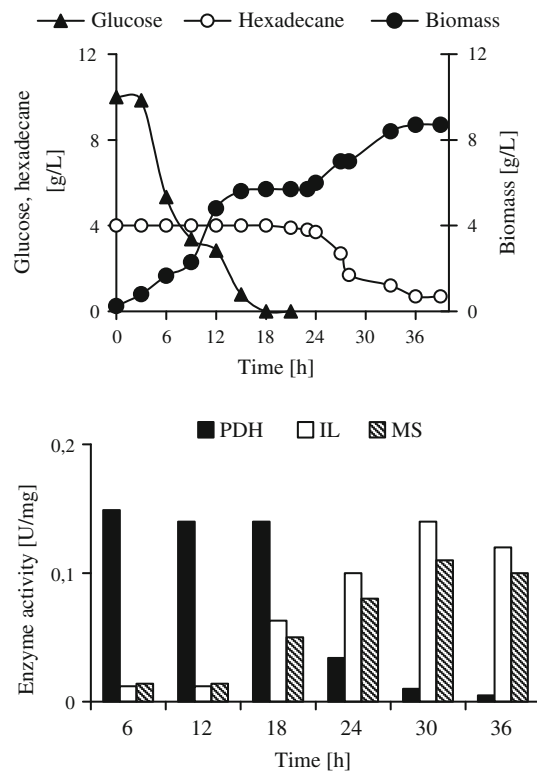 Glucose Hexadecane Biomass
12 12
8 8
4 4
0 0
Glucose, hexadecane
[g/L]
Biomass [g/L]
0 6 12 18 24 30 36
Time [h]
PDH IL MS
0,2
0,1
0
Enzyme activity [U/mg]
6 12 18 24 30 36
Time [h]